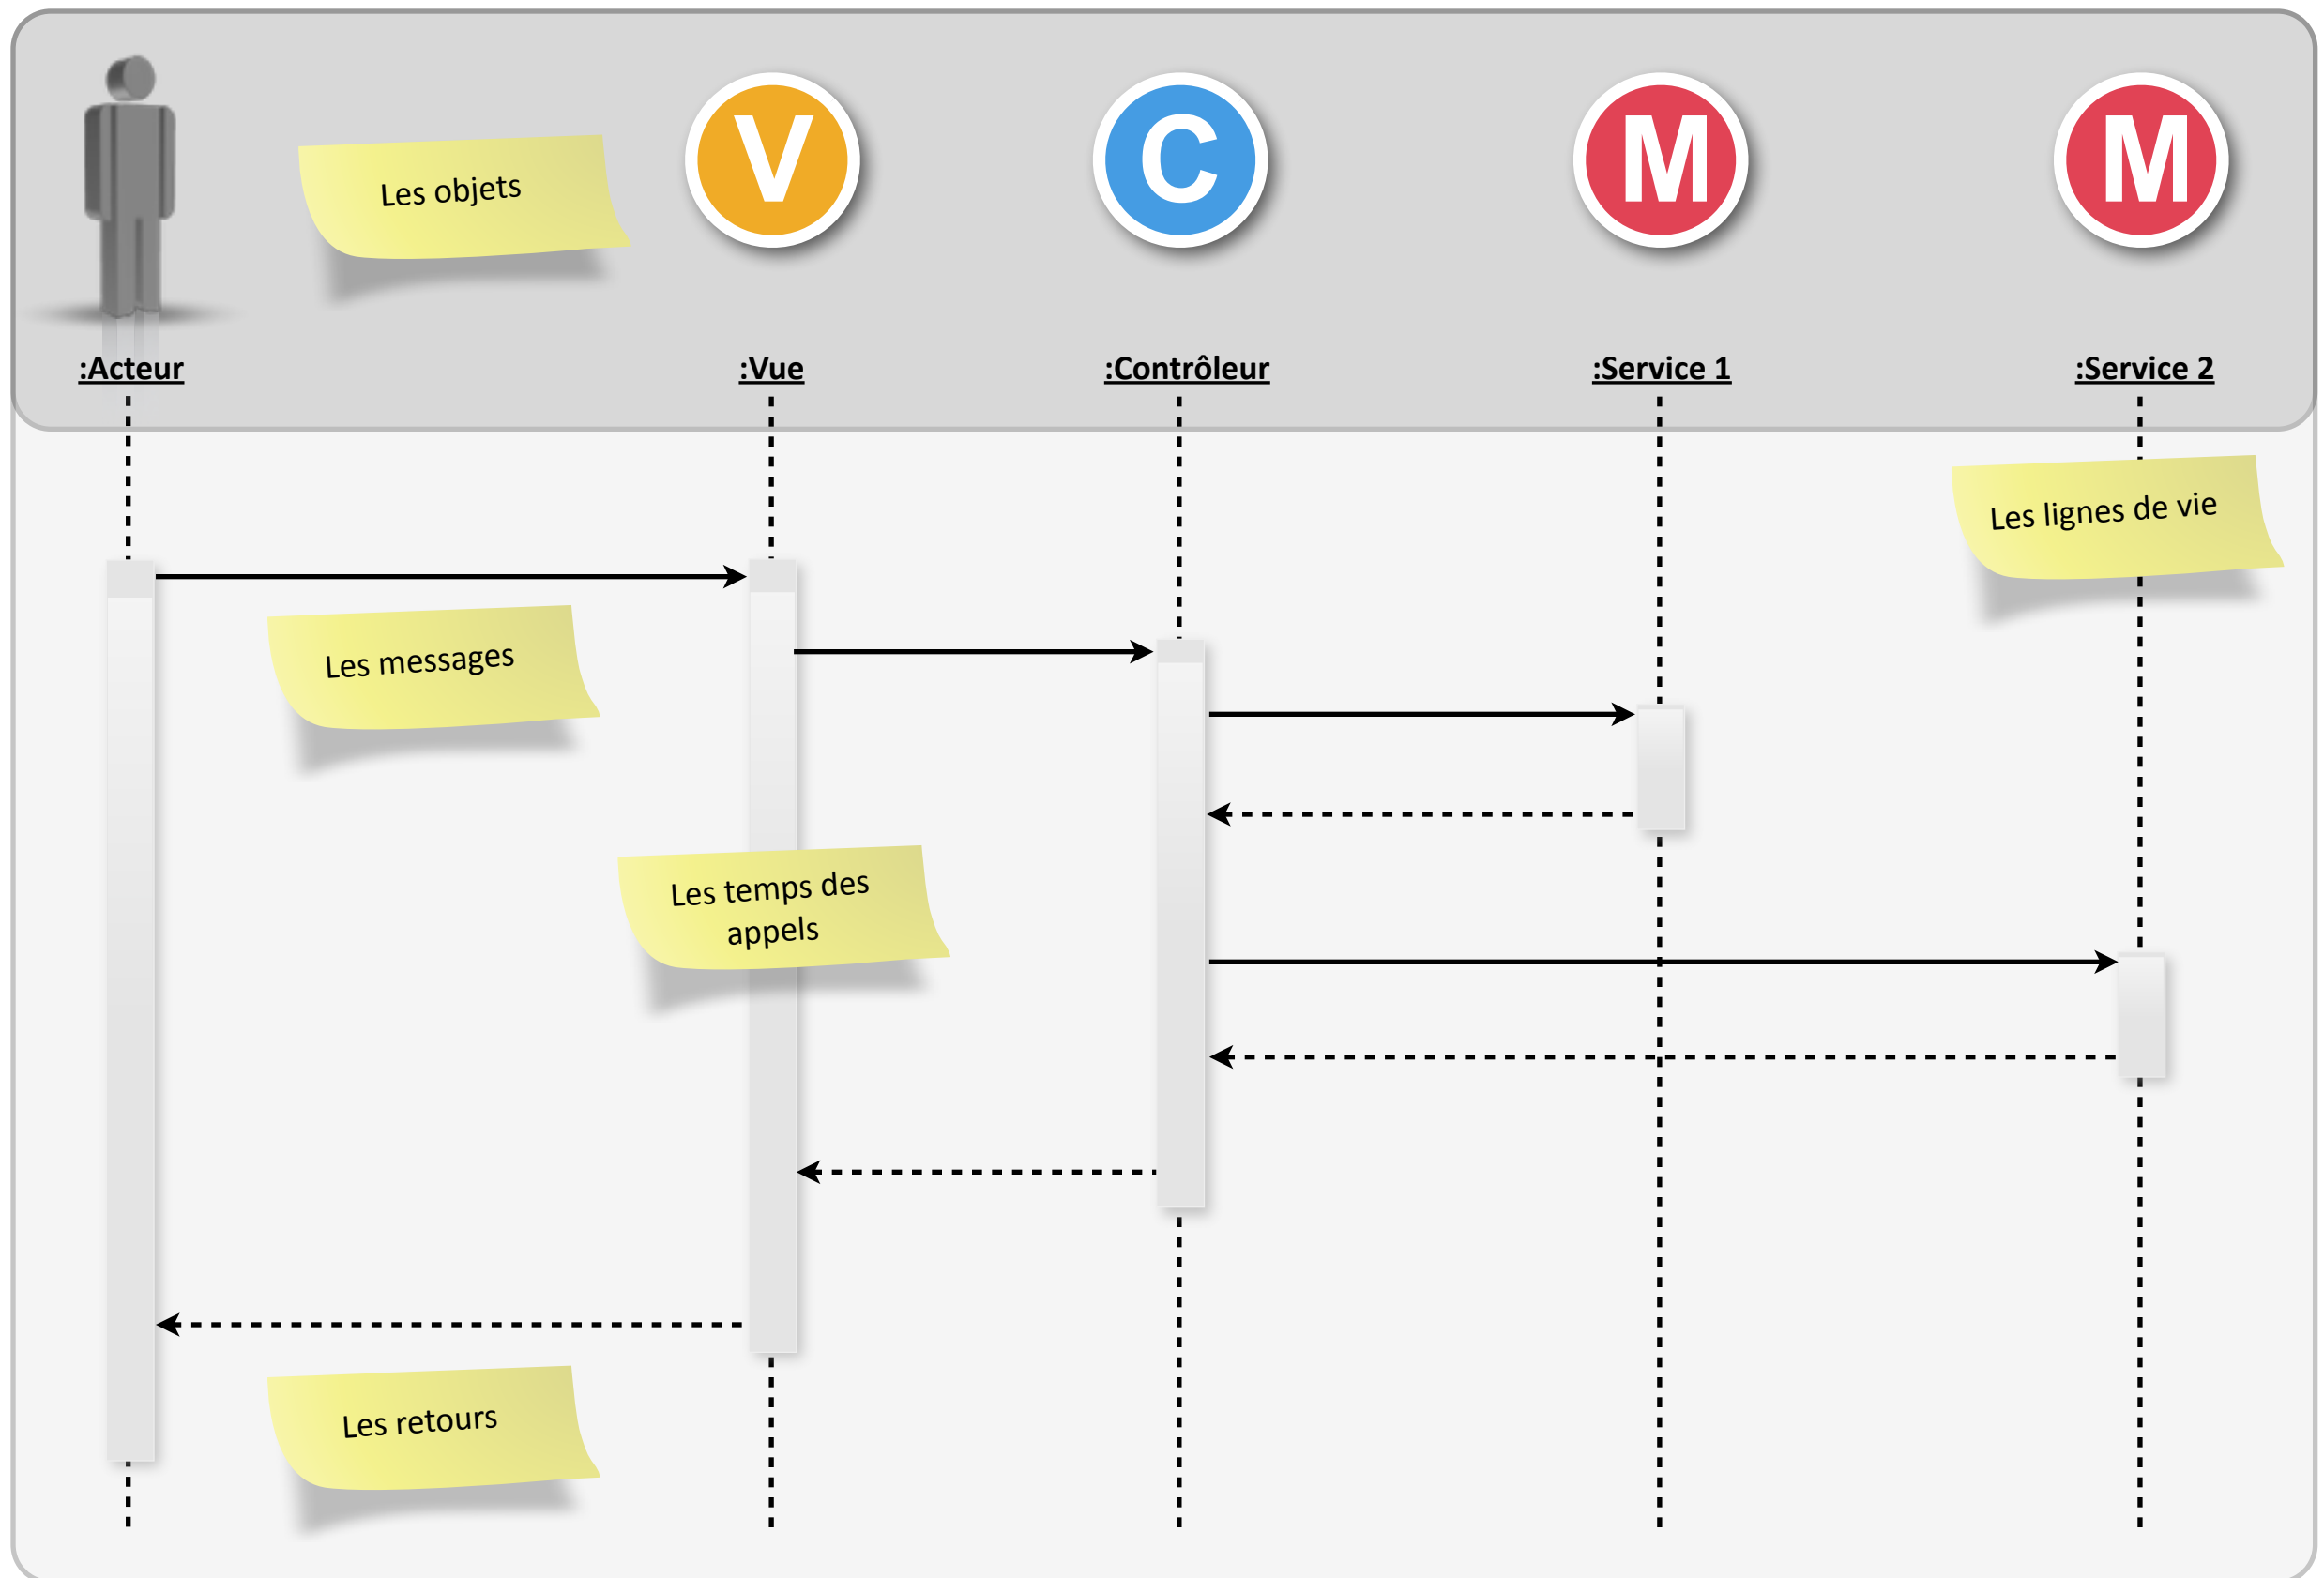 V
C
M
M
Les objets
:Acteur
:Vue
:Contrôleur
:Service 1
:Service 2
Les lignes de vie
Les messages
Les temps des
appels
Les retours